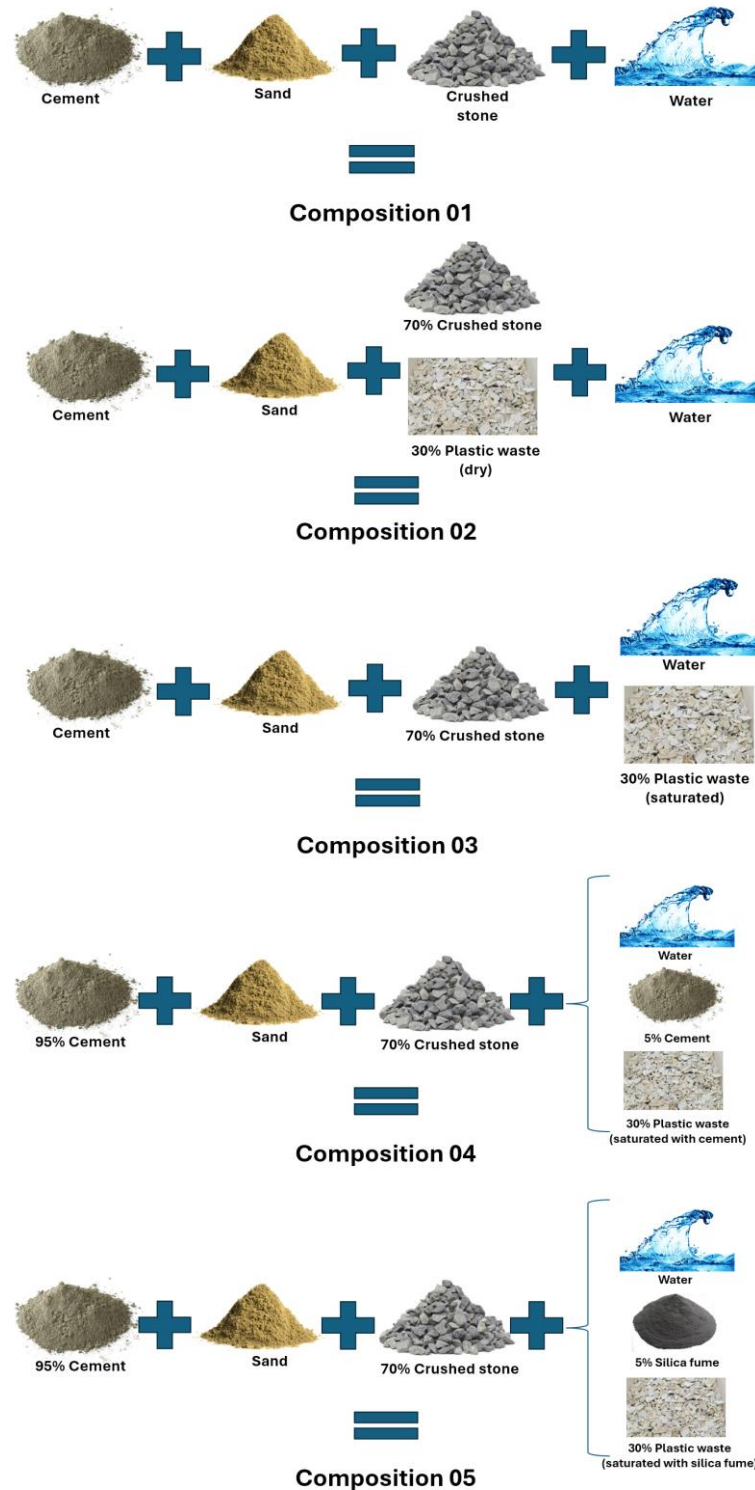 Cement
Sand
Crushed
stone
Water
Composition 01
70% Crushed stone
Cement
Sand
30% Plastic waste
(dry)
Water
Composition 02
Water
Cement
Sand
70% Crushed stone
30% Plastic waste
(saturated)
Composition 03
Water
95% Cement
Sand
70% Crushed stone
5% Cement
30% Plastic waste
(saturated with cement)
Composition 04
Water
95% Cement
Sand
70% Crushed stone
5% Silica fume
30% Plastic waste
(saturated with silica fume)
Composition 05